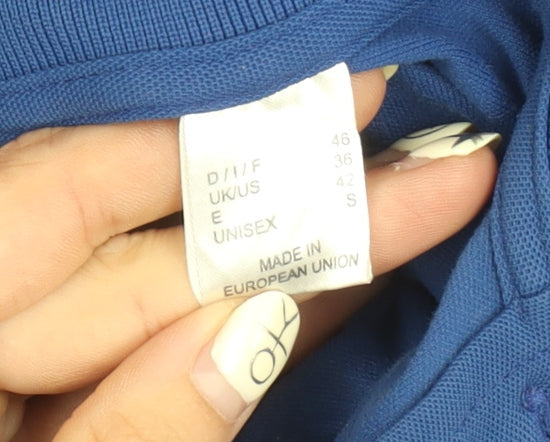 D / I / F 46
UK/US 36
E 42
UNISEX S
MADE IN
EUROPEAN UNION